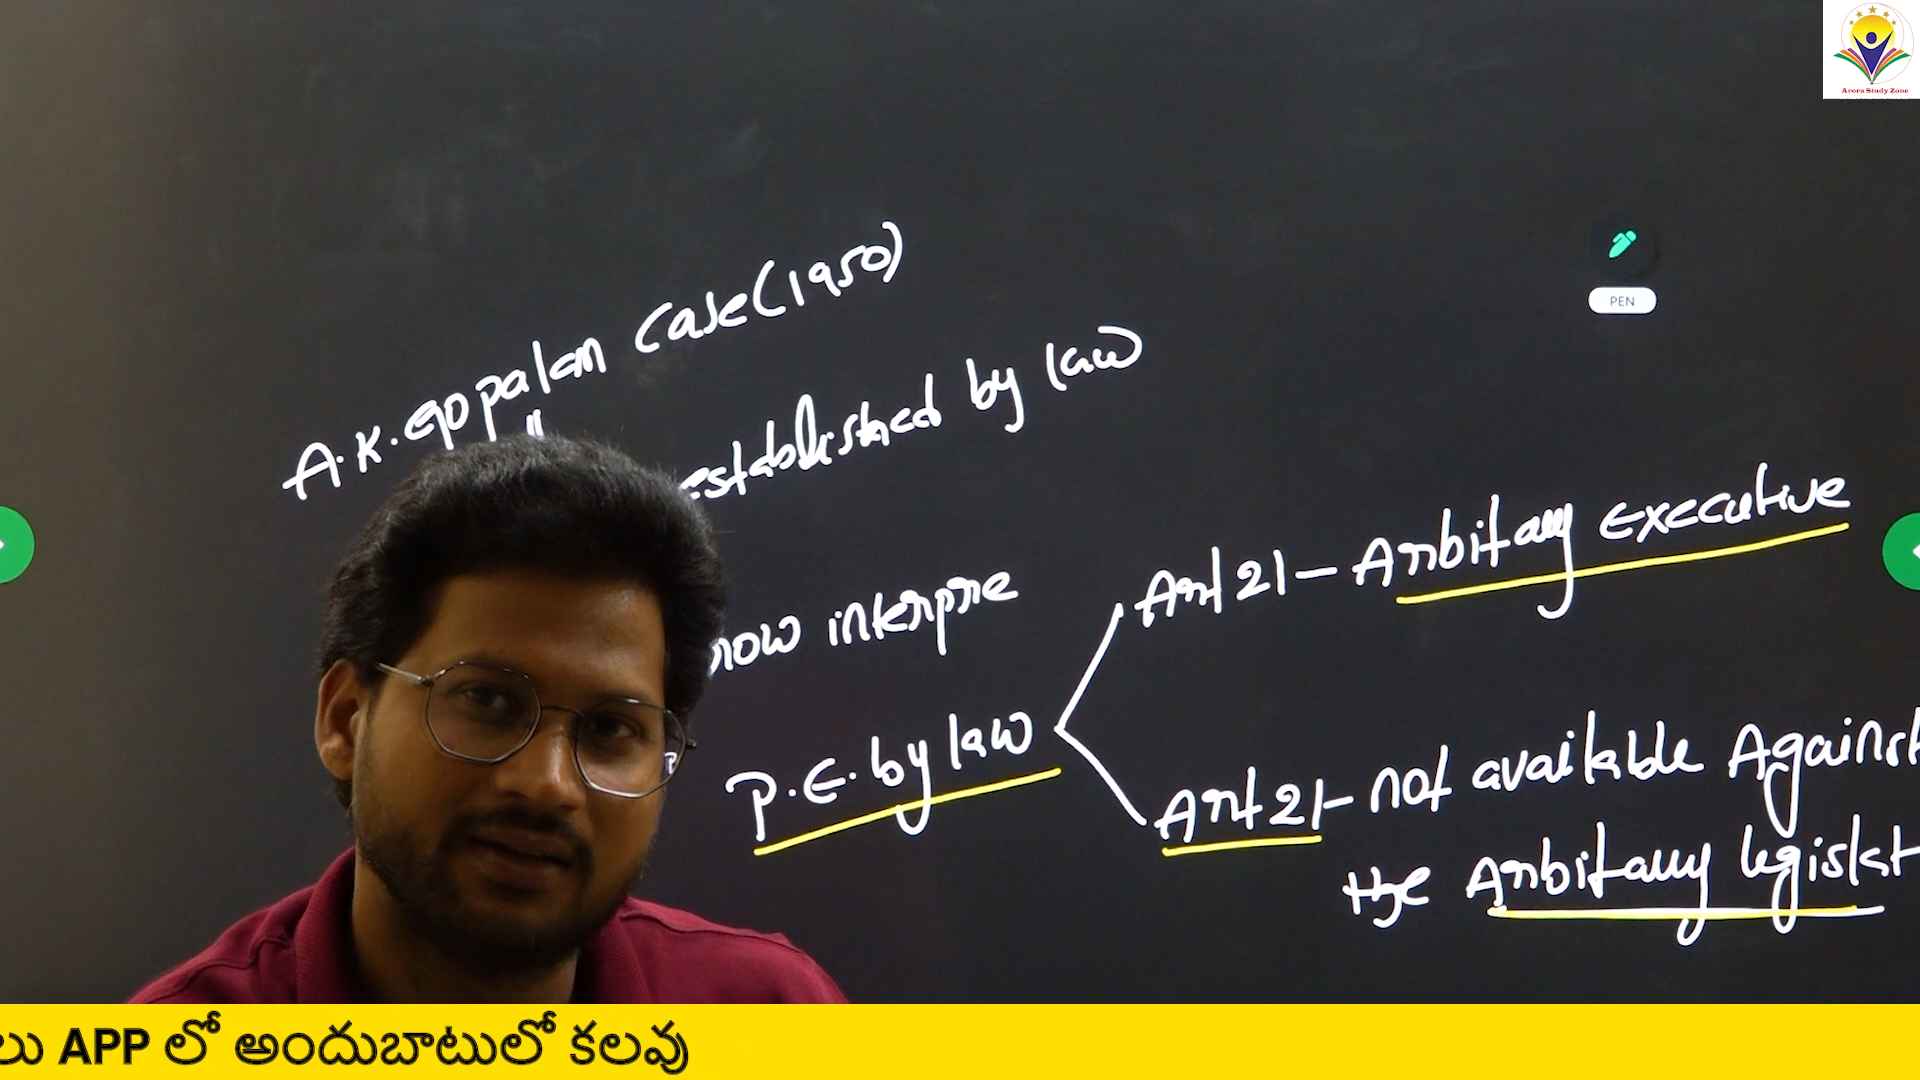 Arora Study Zone
PEN
A.K. Gopalan Case (1950)
established by law
now interpre
P.E. by law
Art 21 - Arbitary Executive
Art 21 - not available Against
the Arbitary legislat
లు APP లో అందుబాటులో కలవు